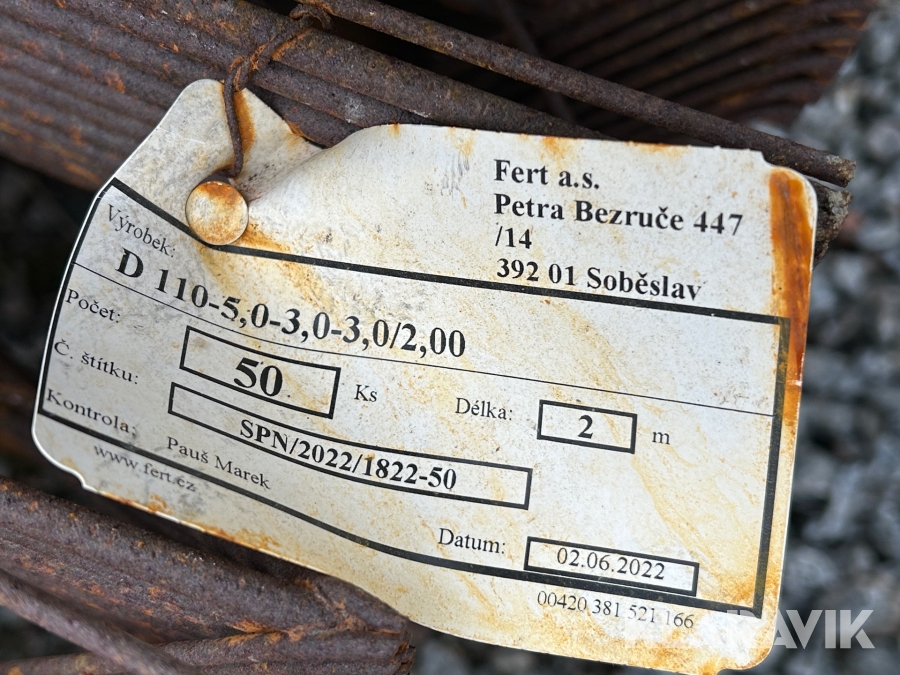 Fert a.s.
Petra Bezruče 447
/14
392 01 Soběslav
Výrobek:
D 110-5,0-3,0-3,0/2,00
Počet:
50
Ks
Délka:
2
m
Č. štítku:
SPN/2022/1822-50
Kontrola:
Pauš Marek
www.fert.cz
Datum:
02.06.2022
00420 381 521 166